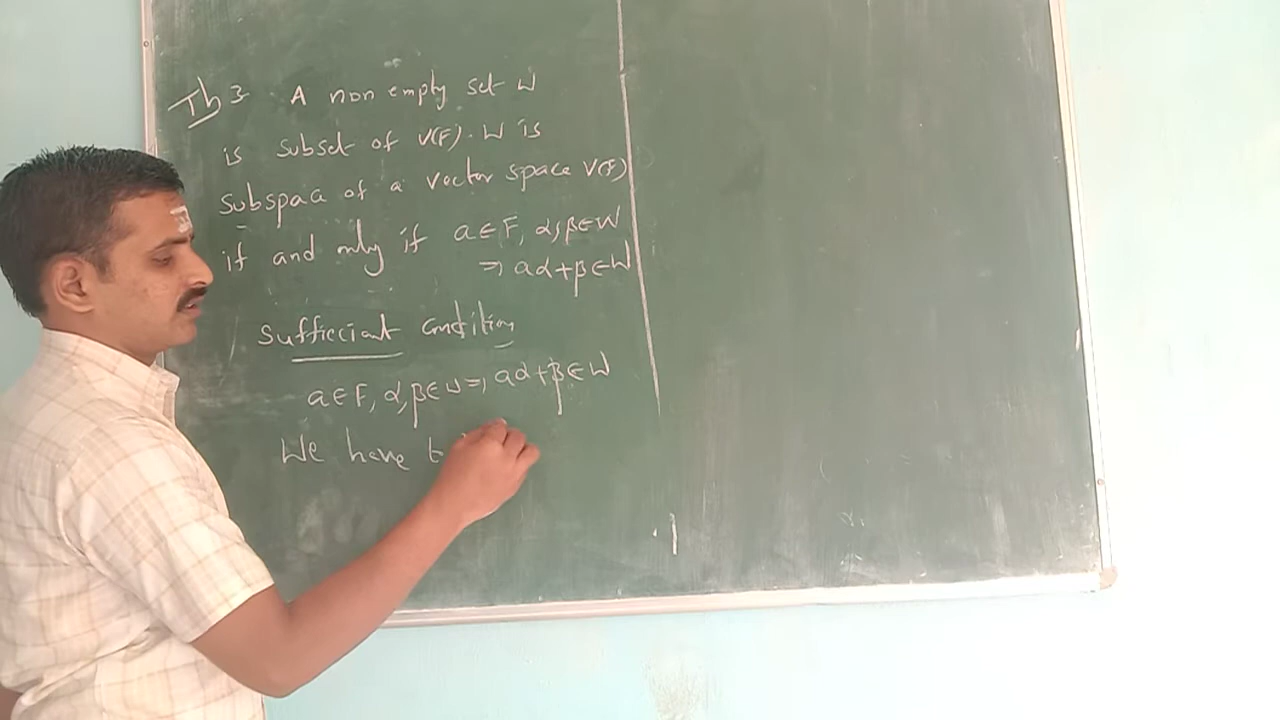 Th 3 A non empty set W
is subset of V(F). W is
subspace of a vector space V(F)
if and only if a ∈ F, α, β ∈ W
⇒ aα + β ∈ W
Sufficient condition
a ∈ F, α, β ∈ W ⇒ aα + β ∈ W
We have